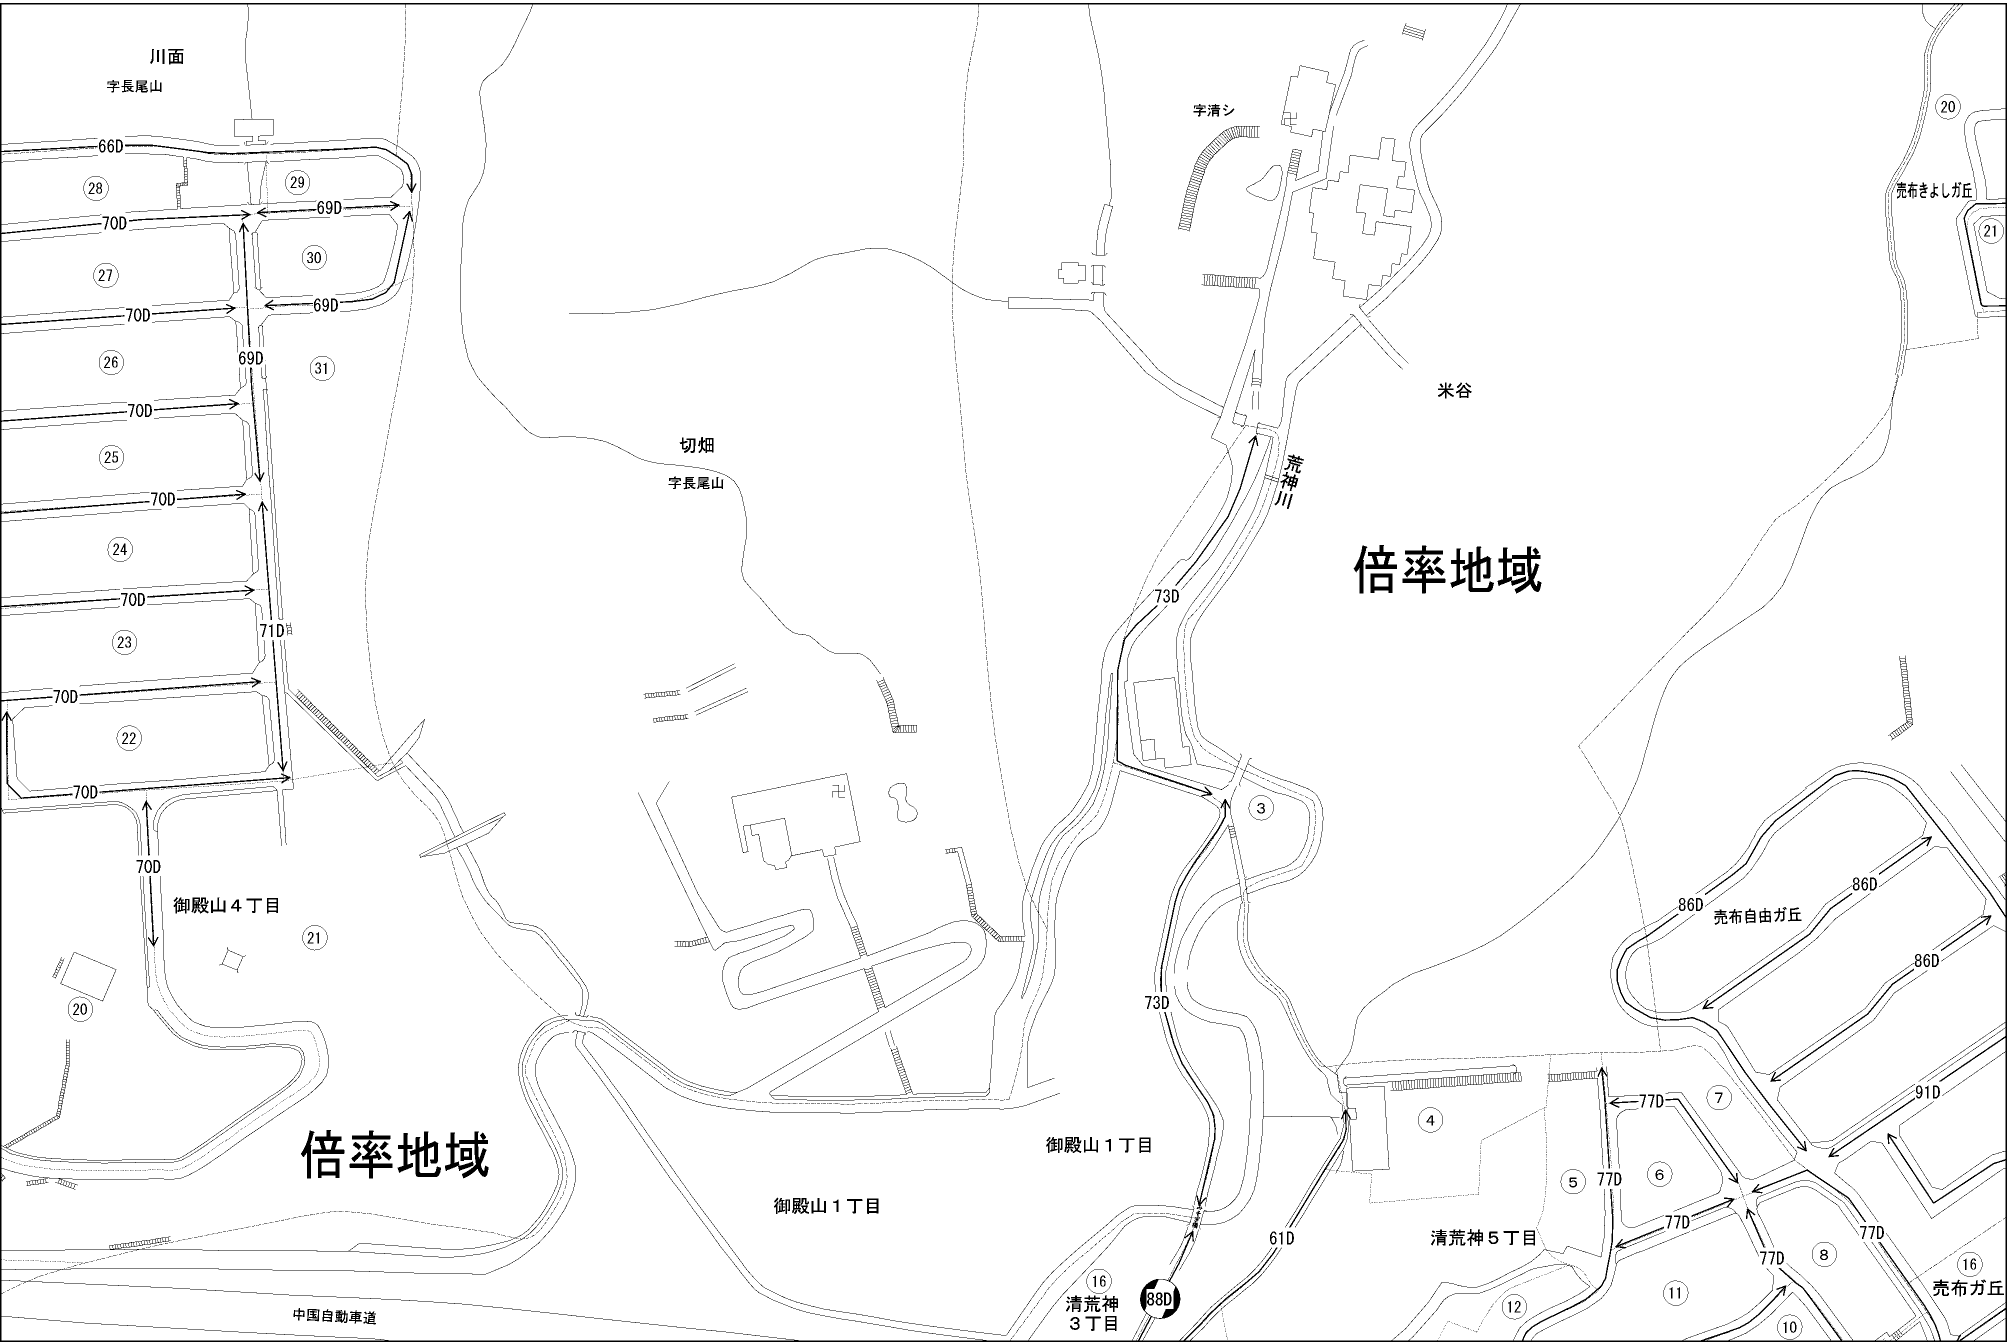 川面
字長尾山
字清シ
20
66D
28
29
売布きよしガ丘
69D
70D
21
30
27
69D
70D
69D
26
31
米谷
70D
切畑
25
荒神川
字長尾山
70D
24
倍率地域
70D
73D
71D
23
70D
22
70D
3
70D
86D
86D
御殿山4丁目
売布自由ガ丘
21
86D
73D
20
91D
77D
7
4
御殿山1丁目
倍率地域
6
5
77D
御殿山1丁目
77D
77D
61D
清荒神5丁目
8
77D
16
88D
16
清荒神
3丁目
売布ガ丘
11
12
中国自動車道
10